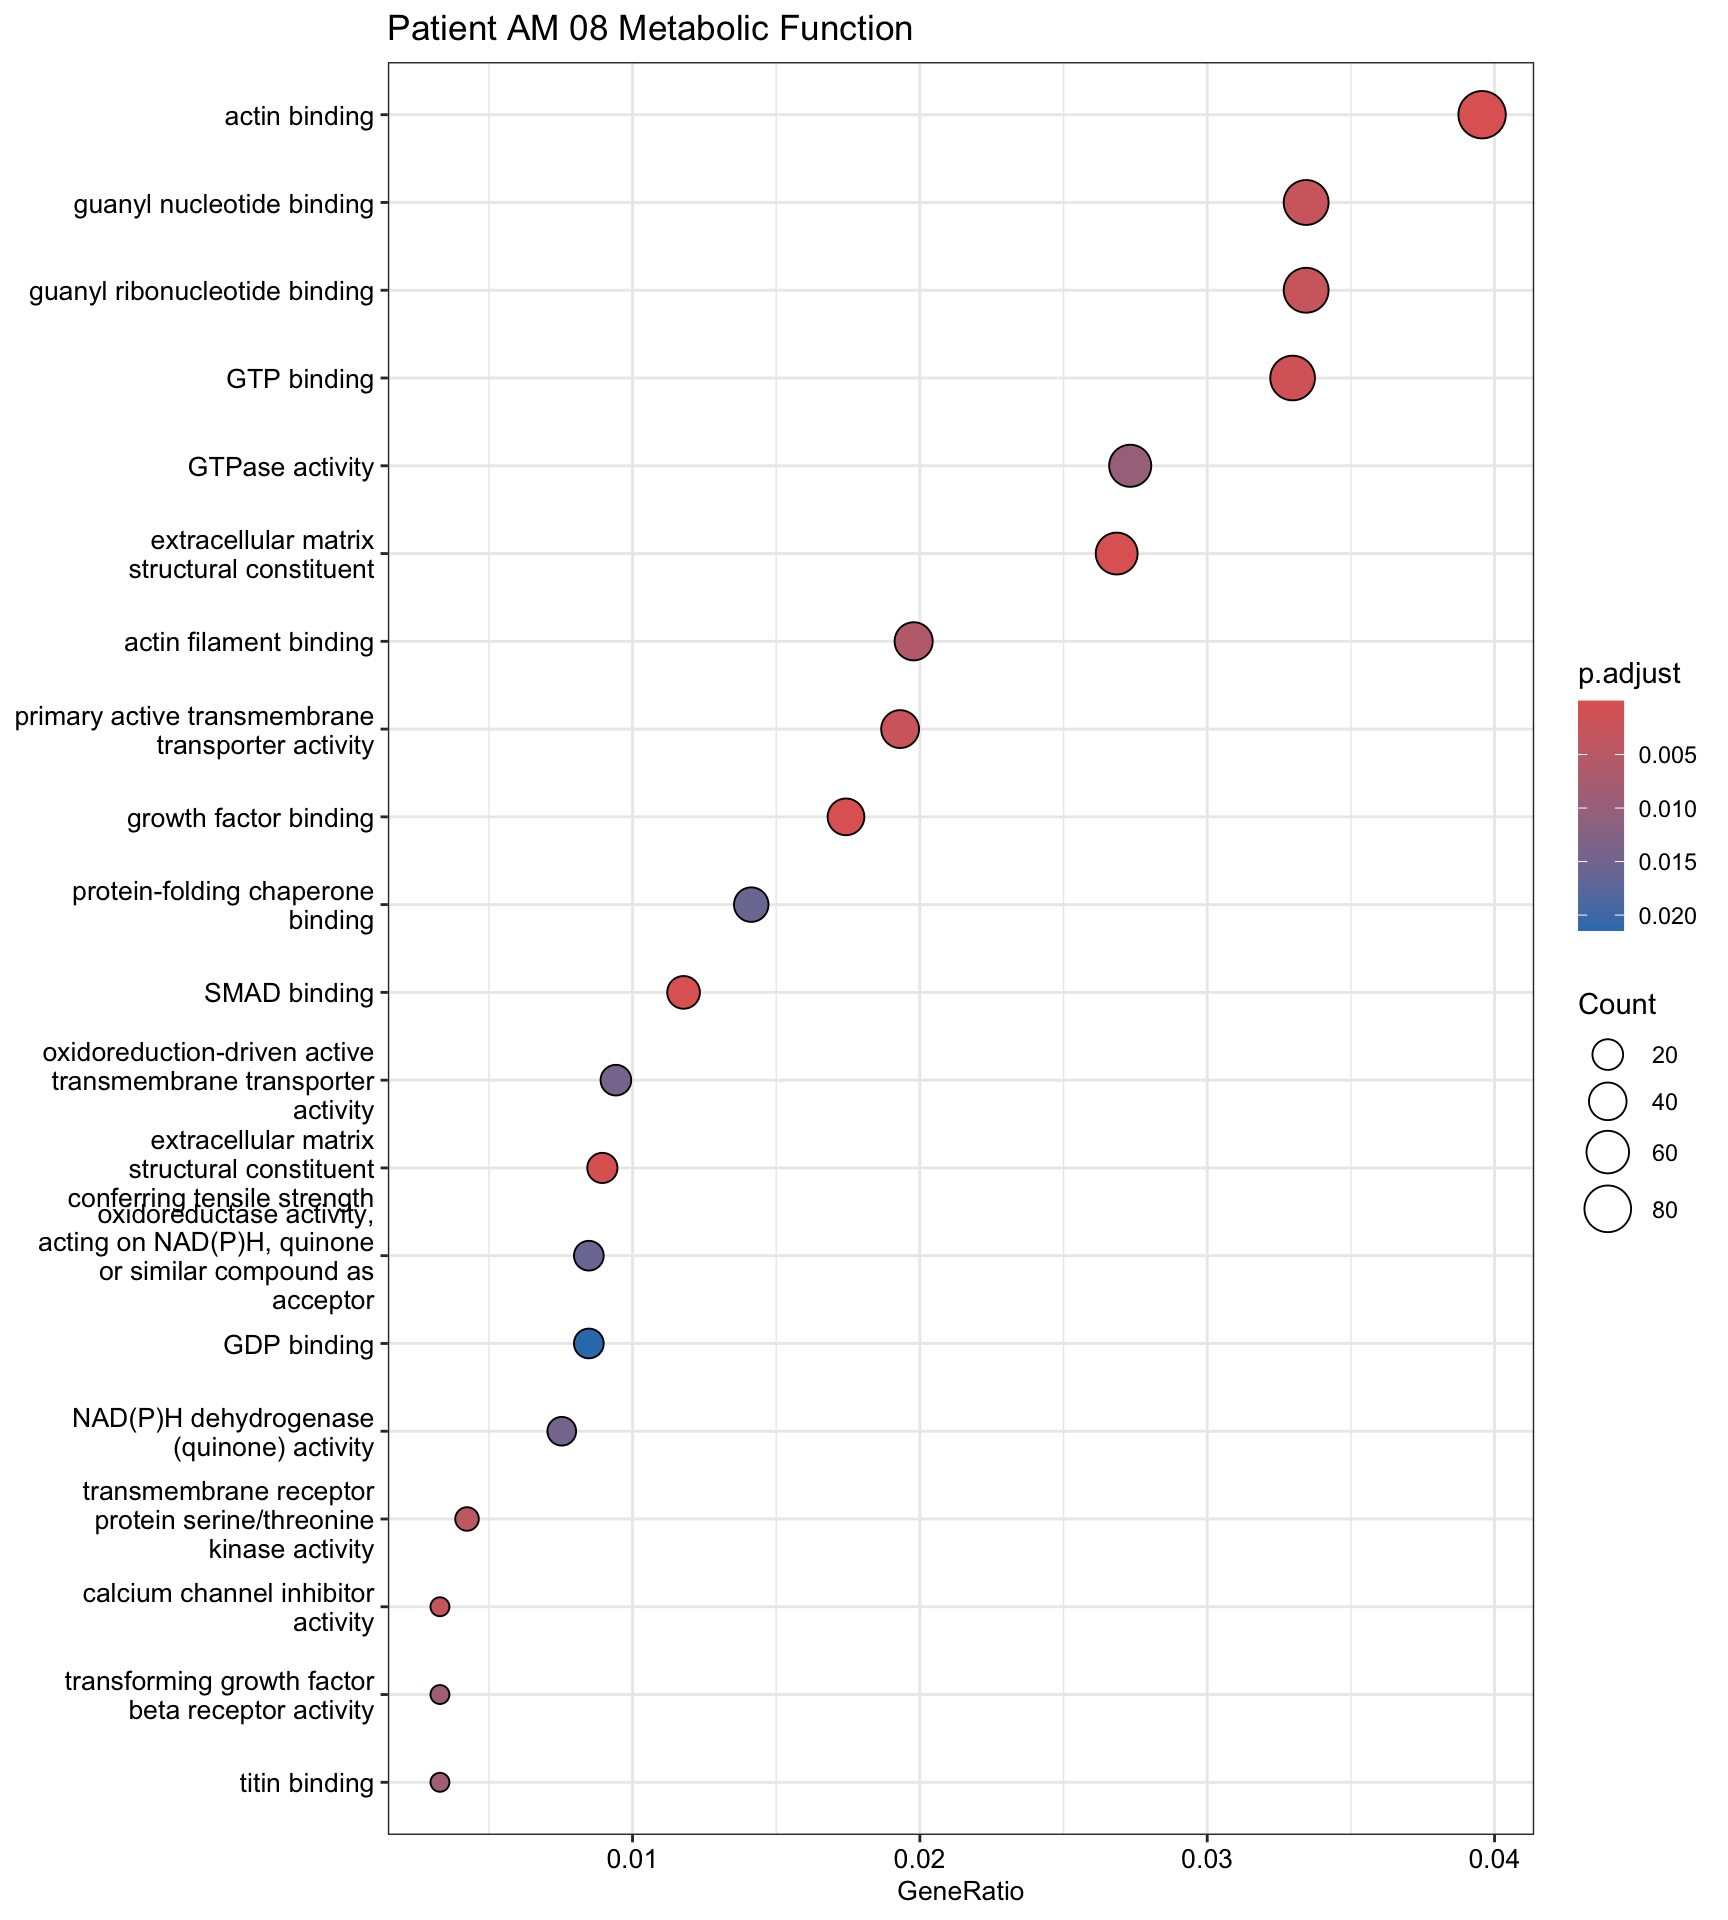 Patient AM 08 Metabolic Function
actin binding
guanyl nucleotide binding
guanyl ribonucleotide binding
GTP binding
GTPase activity
extracellular matrix
structural constituent
actin filament binding
primary active transmembrane
transporter activity
growth factor binding
protein-folding chaperone
binding
SMAD binding
oxidoreduction-driven active
transmembrane transporter
activity
extracellular matrix
structural constituent
conferring tensile strength
oxidoreductase activity,
acting on NAD(P)H, quinone
or similar compound as
acceptor
GDP binding
NAD(P)H dehydrogenase
(quinone) activity
transmembrane receptor
protein serine/threonine
kinase activity
calcium channel inhibitor
activity
transforming growth factor
beta receptor activity
titin binding
0.01 0.02 0.03 0.04
GeneRatio
p.adjust
0.005
0.010
0.015
0.020
Count
20
40
60
80